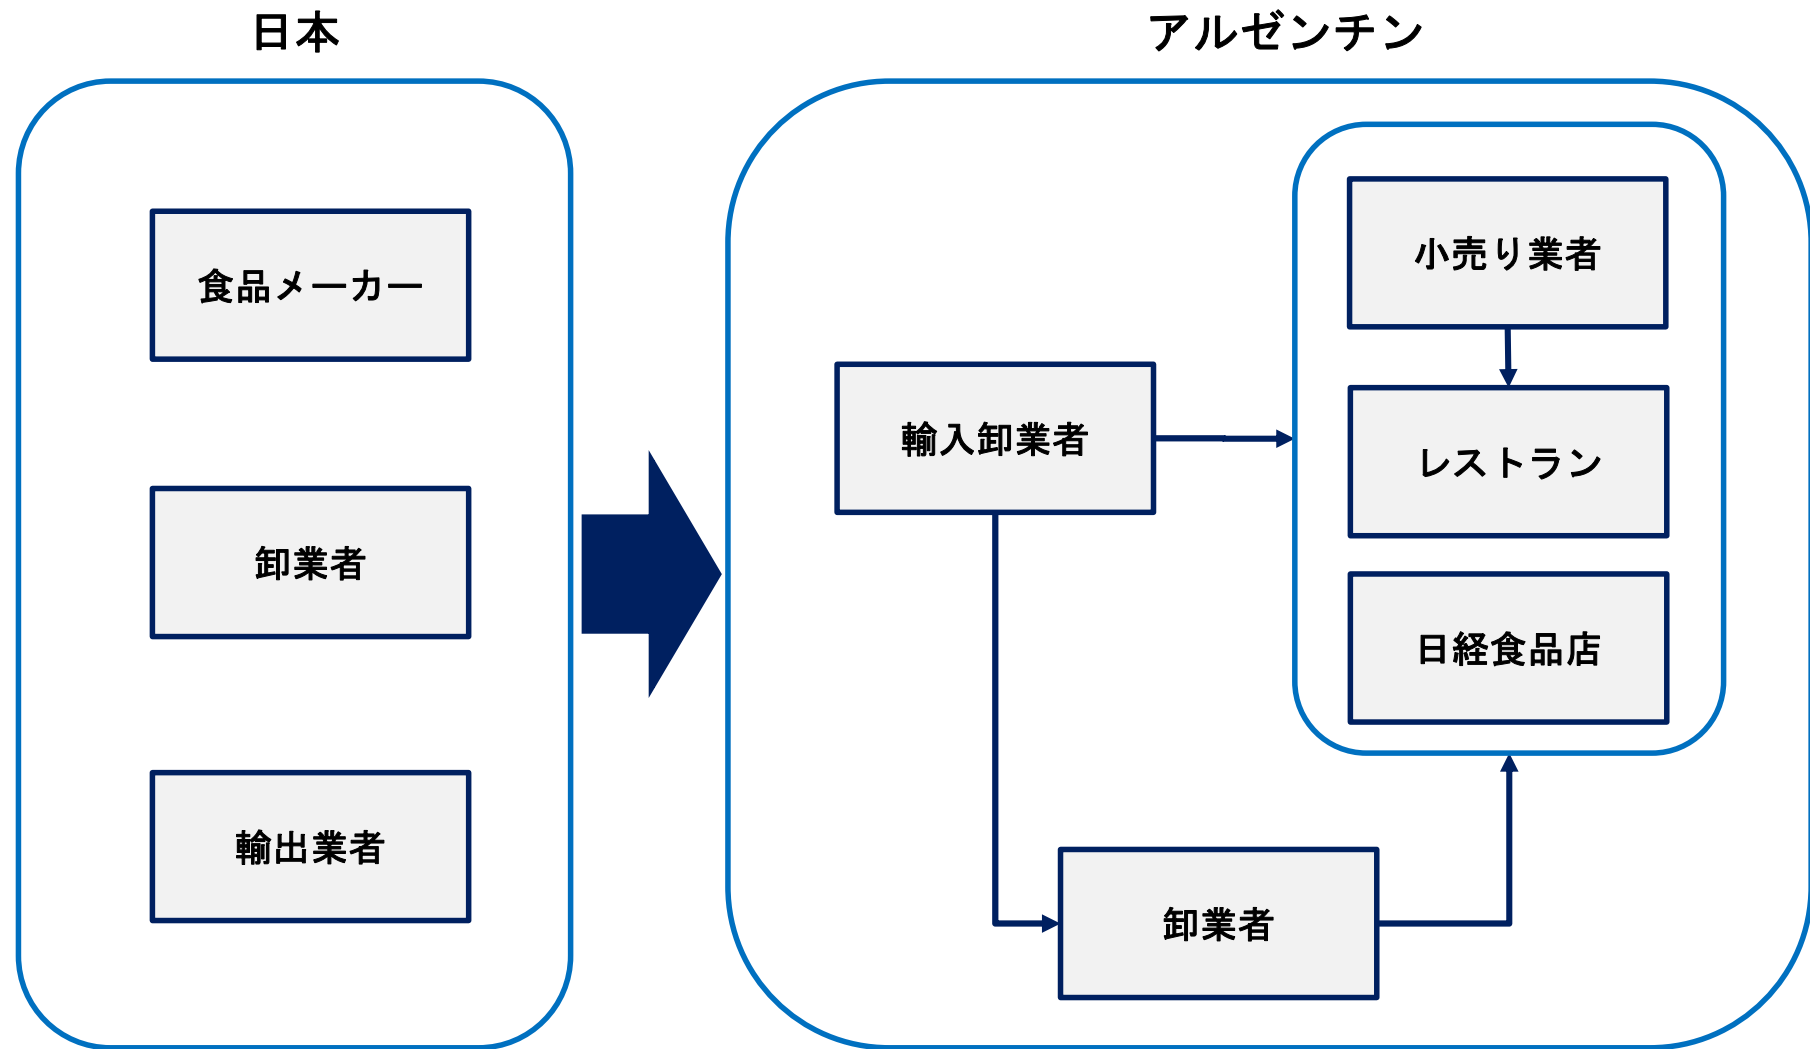 日本
アルゼンチン
食品メーカー
卸業者
輸出業者
輸入卸業者
小売り業者
レストラン
日経食品店
卸業者